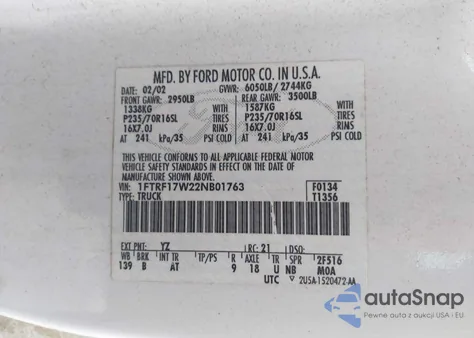 MFD. BY FORD MOTOR CO. IN U.S.A.
DATE: 02/02 GVWR: 6050LB/2744KG
FRONT GAWR: 2950LB REAR GAWR: 3500LB
1338KG WITH 1587KG WITH
P235/70R16SL TIRES P235/70R16SL TIRES
16X7.0J RIMS 16X7.0J RIMS
AT 241 kPa/35 PSI COLD AT 241 kPa/35 PSI COLD
THIS VEHICLE CONFORMS TO ALL APPLICABLE FEDERAL MOTOR
VEHICLE SAFETY STANDARDS IN EFFECT ON THE DATE OF
MANUFACTURE SHOWN ABOVE.
VIN: 1FTRF17W22NB01763 F0134
TYPE: TRUCK T1356
EXT PNT: YZ RC: 21 DSO:
WB BRK INT TR TP/PS R AXLE TR SPR 2F516
139 B AT 9 18 U NB M0A
UTC 2U5A-1520472-AA
autoSnap
Pewne auta z aukcji USA i EU